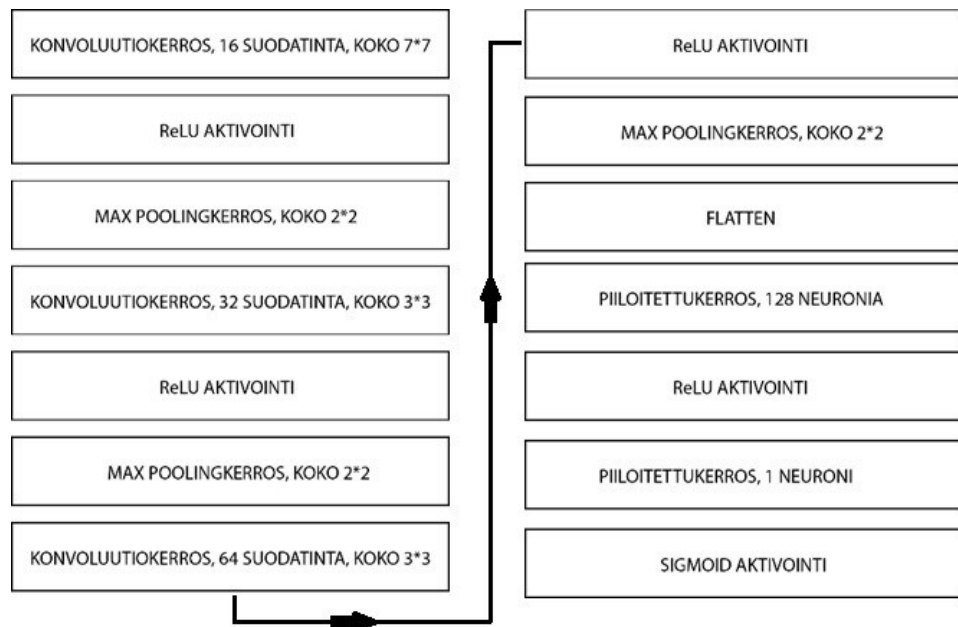 KONVOLUUTIOKERROS, 16 SUODATINTA, KOKO 7*7
ReLU AKTIVOINTI
MAX POOLINGKERROS, KOKO 2*2
KONVOLUUTIOKERROS, 32 SUODATINTA, KOKO 3*3
ReLU AKTIVOINTI
MAX POOLINGKERROS, KOKO 2*2
KONVOLUUTIOKERROS, 64 SUODATINTA, KOKO 3*3
ReLU AKTIVOINTI
MAX POOLINGKERROS, KOKO 2*2
FLATTEN
PIILOITETTUKERROS, 128 NEURONIA
ReLU AKTIVOINTI
PIILOITETTUKERROS, 1 NEURONI
SIGMOID AKTIVOINTI